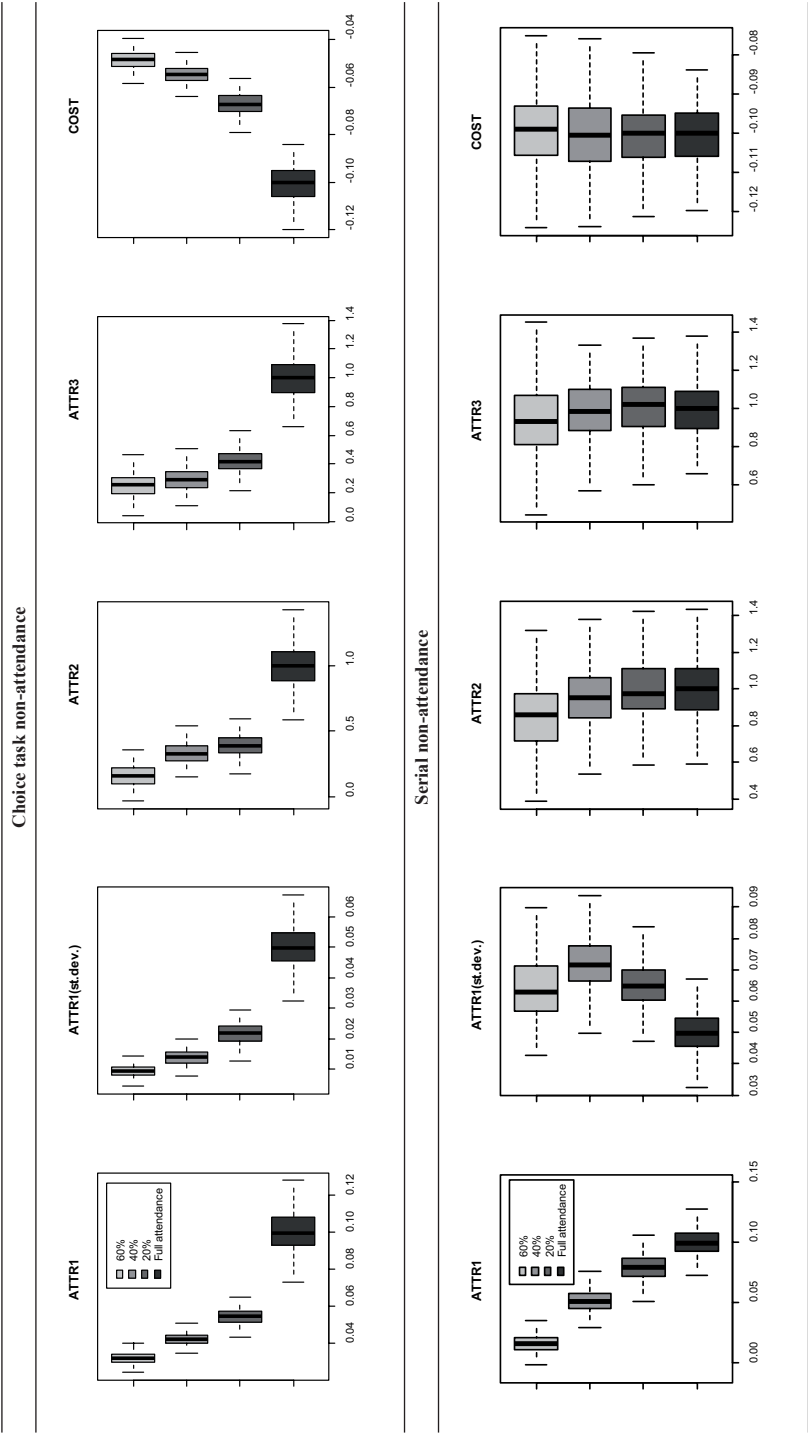 Choice task non-attendance
ATTR1
60%
40%
20%
Full attendance
0.04 0.06 0.08 0.10 0.12
ATTR1(st.dev.)
0.01 0.02 0.03 0.04 0.05 0.06
ATTR2
0.0 0.5 1.0
ATTR3
0.0 0.2 0.4 0.6 0.8 1.0 1.2 1.4
COST
-0.12 -0.10 -0.08 -0.06 -0.04
Serial non-attendance
ATTR1
60%
40%
20%
Full attendance
0.00 0.05 0.10 0.15
ATTR1(st.dev.)
0.03 0.04 0.05 0.06 0.07 0.08 0.09
ATTR2
0.4 0.6 0.8 1.0 1.2 1.4
ATTR3
0.6 0.8 1.0 1.2 1.4
COST
-0.12 -0.11 -0.10 -0.09 -0.08